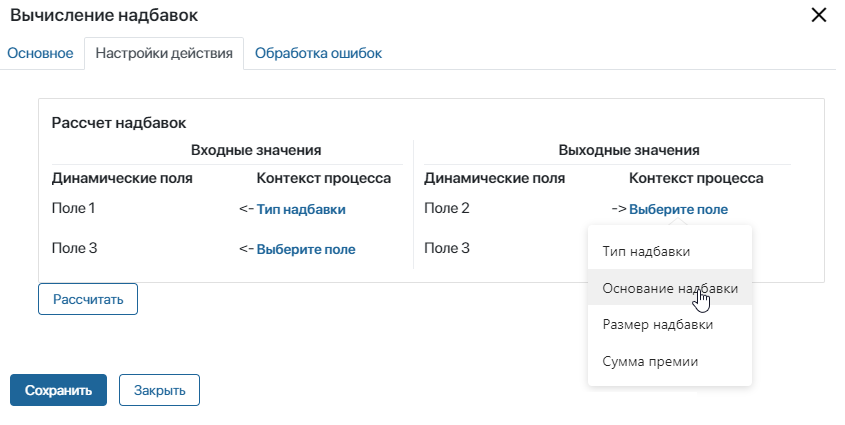 Вычисление надбавок
Основное Настройки действия Обработка ошибок
Рассчет надбавок
Входные значения Выходные значения
Динамические поля Контекст процесса Динамические поля Контекст процесса
Поле 1 <- Тип надбавки Поле 2 -> Выберите поле
Поле 3 <- Выберите поле Поле 3
Тип надбавки
Основание надбавки
Размер надбавки
Сумма премии
Рассчитать
Сохранить Закрыть